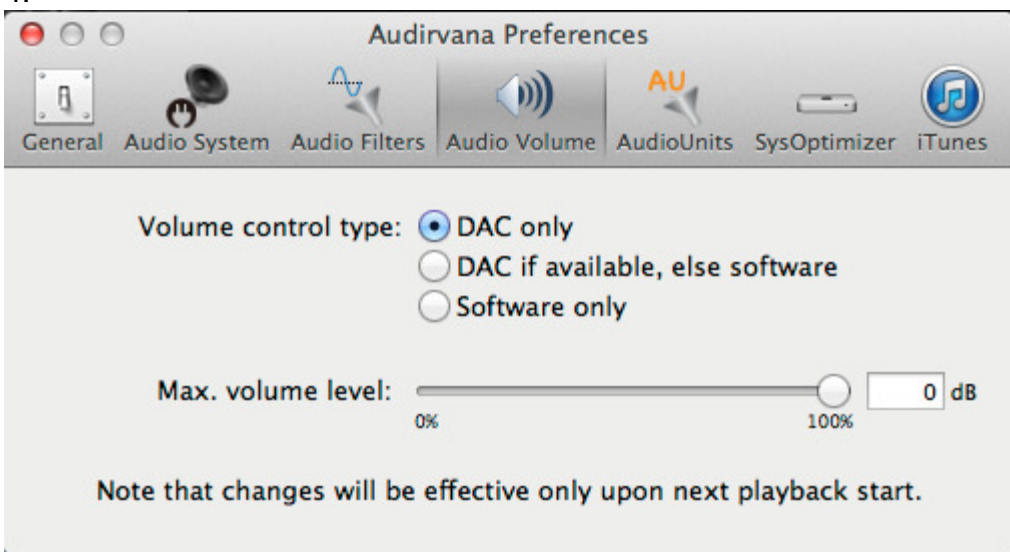 Audirvana Preferences
AU
General Audio System Audio Filters Audio Volume AudioUnits SysOptimizer iTunes
Volume control type: DAC only
DAC if available, else software
Software only
Max. volume level: 0 dB
0% 100%
Note that changes will be effective only upon next playback start.